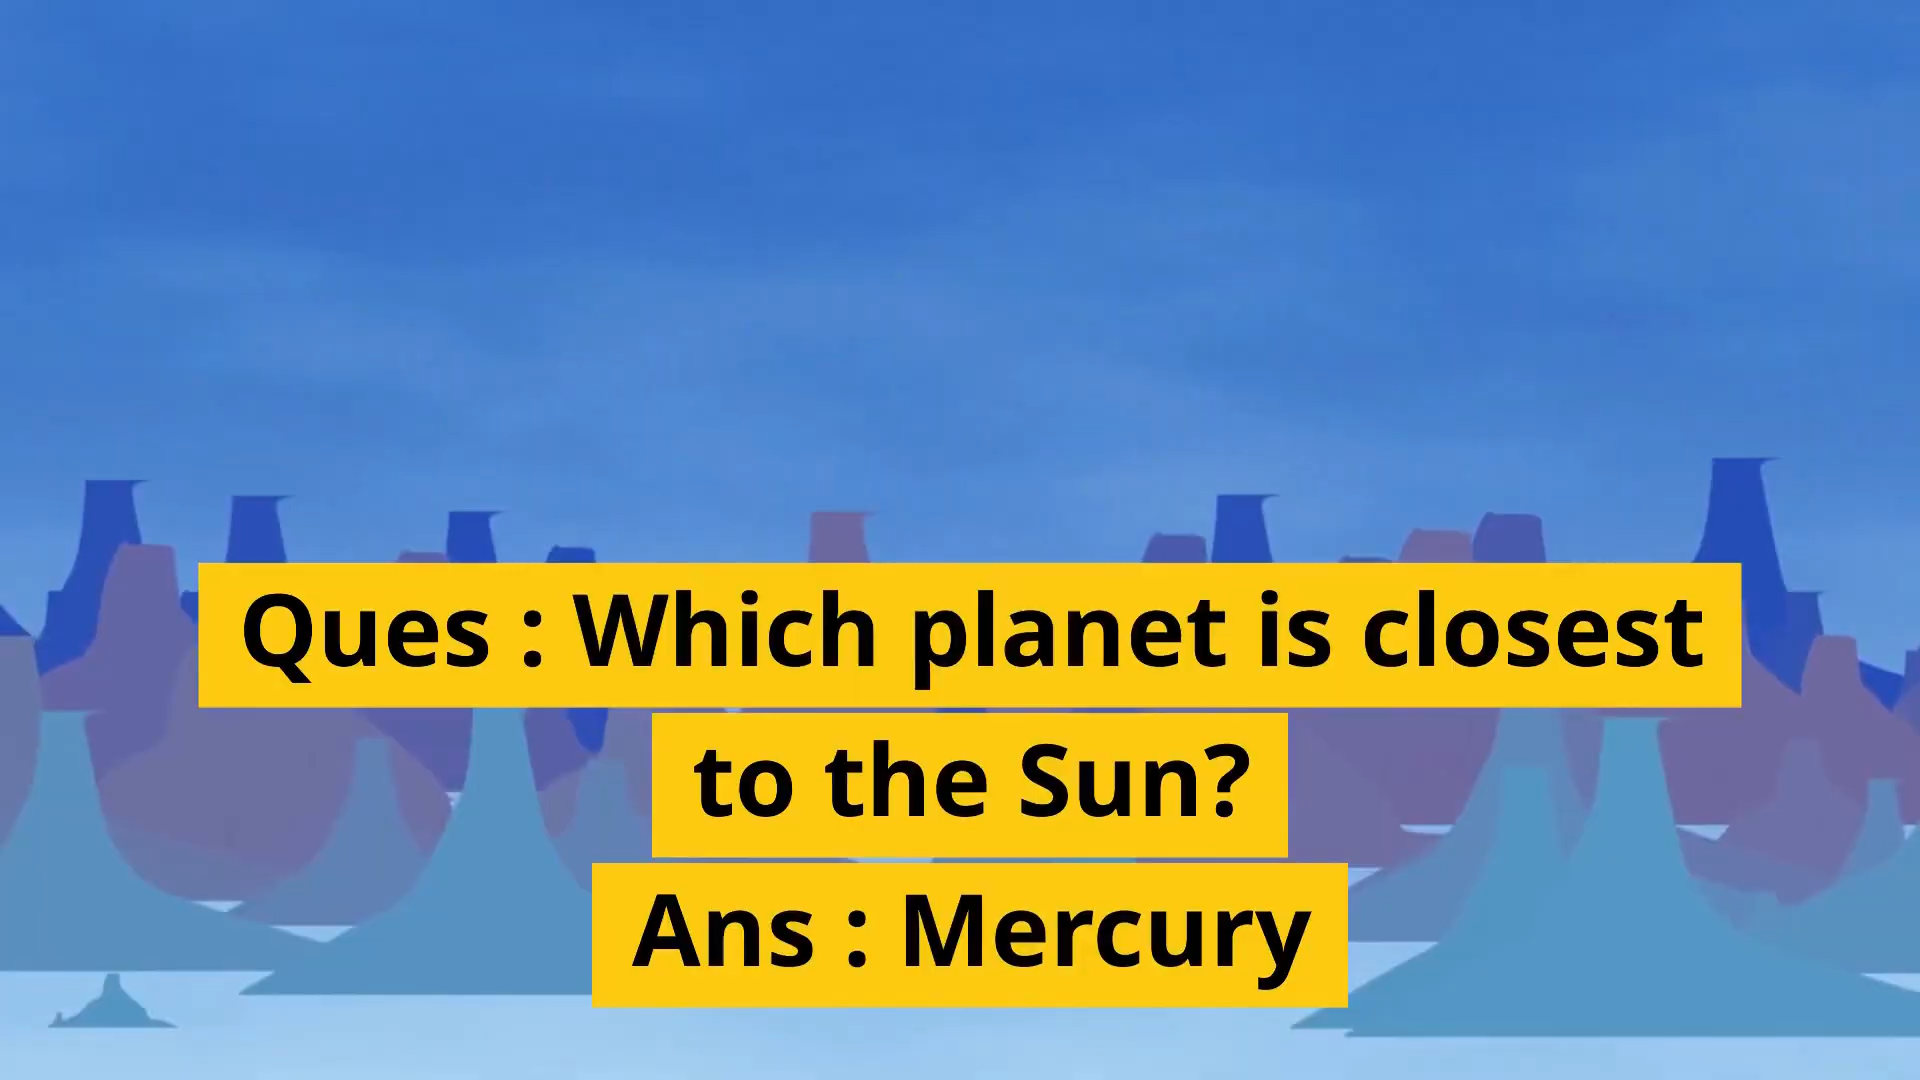 Ques : Which planet is closest
to the Sun?
Ans : Mercury